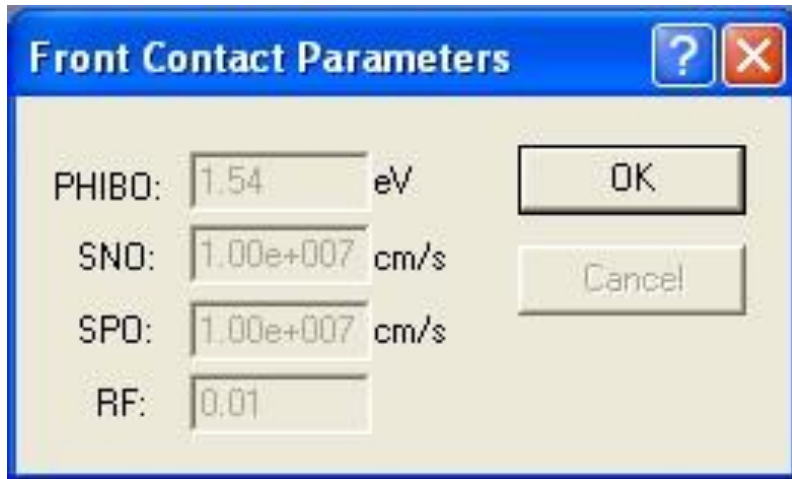 Front Contact Parameters
PHIBO: 1.54 eV OK
SNO: 1.00e+007 cm/s Cancel
SPO: 1.00e+007 cm/s
RF: 0.01